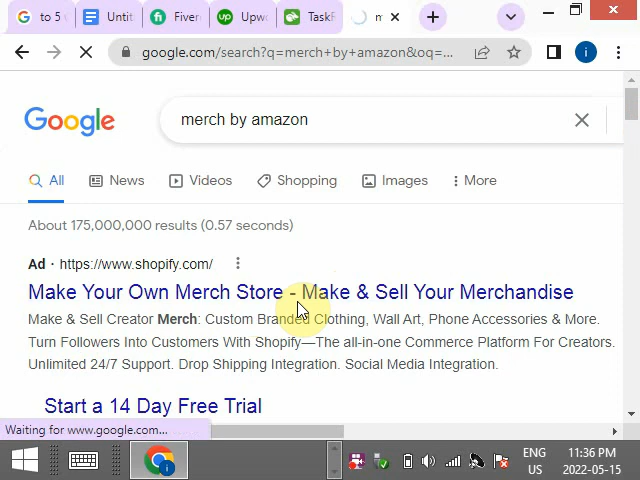 to 5
Untit
Fiverr
Upwo
TaskR
m
google.com/search?q=merch+by+amazon&oq=...
i
Google
merch by amazon
All
News
Videos
Shopping
Images
More
About 175,000,000 results (0.57 seconds)
Ad · https://www.shopify.com/
Make Your Own Merch Store - Make & Sell Your Merchandise
Make & Sell Creator Merch: Custom Branded Clothing, Wall Art, Phone Accessories & More.
Turn Followers Into Customers With Shopify—The all-in-one Commerce Platform For Creators.
Unlimited 24/7 Support. Drop Shipping Integration. Social Media Integration.
Start a 14 Day Free Trial
Waiting for www.google.com...
ENG
US
11:36 PM
2022-05-15